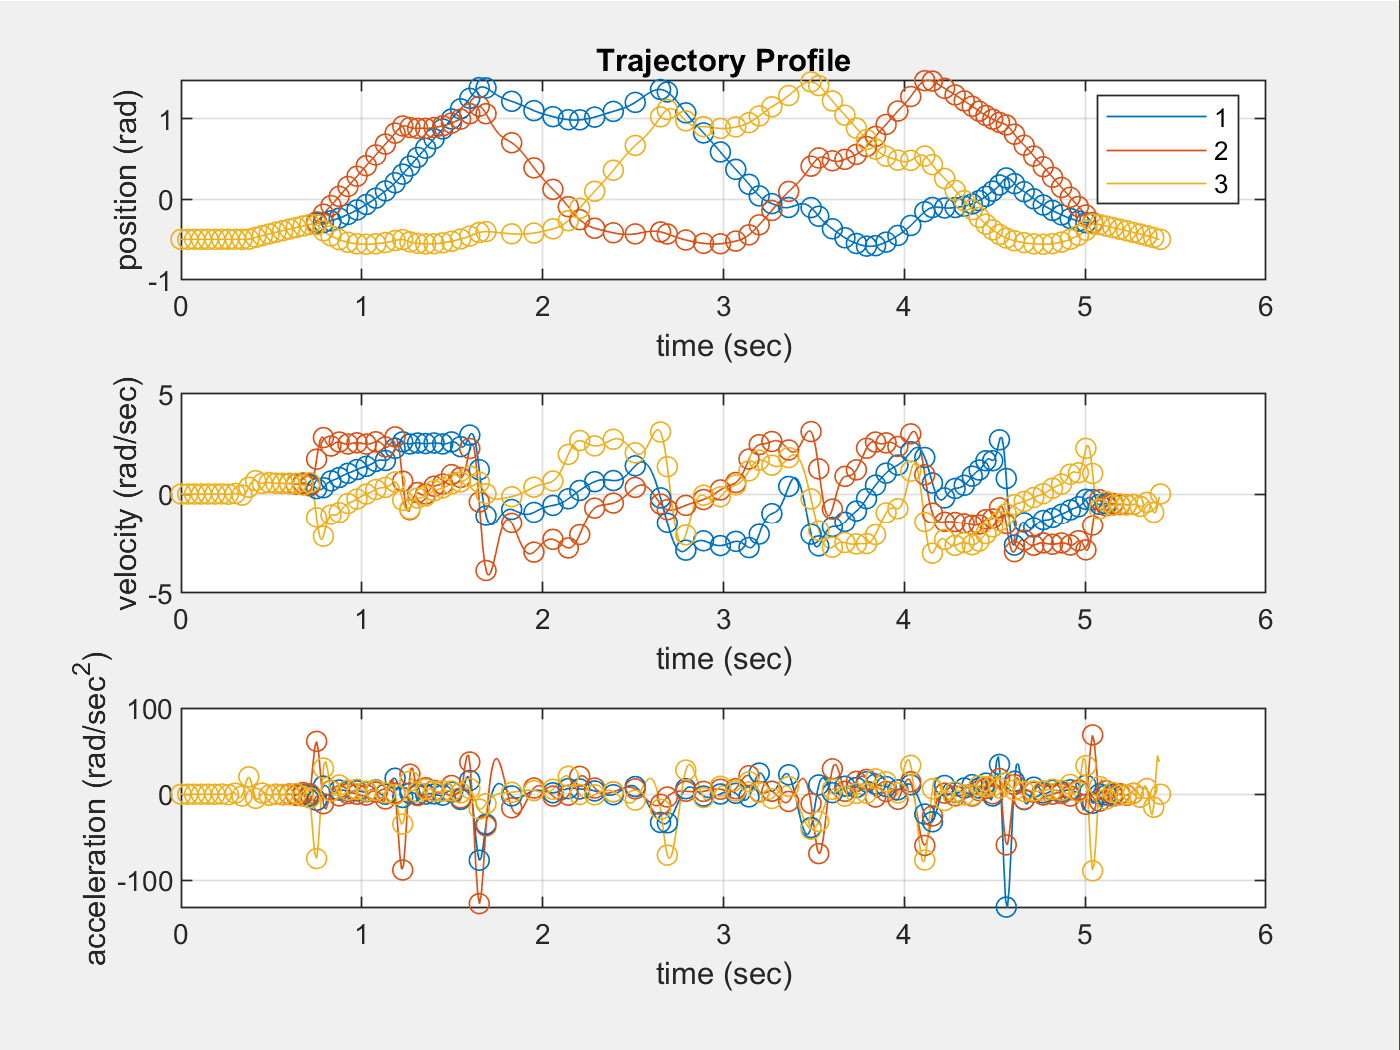 Trajectory Profile
position (rad)
1
0
-1
0 1 2 3 4 5 6
time (sec)
1
2
3
velocity (rad/sec)
5
0
-5
0 1 2 3 4 5 6
time (sec)
acceleration (rad/sec²)
100
0
-100
0 1 2 3 4 5 6
time (sec)